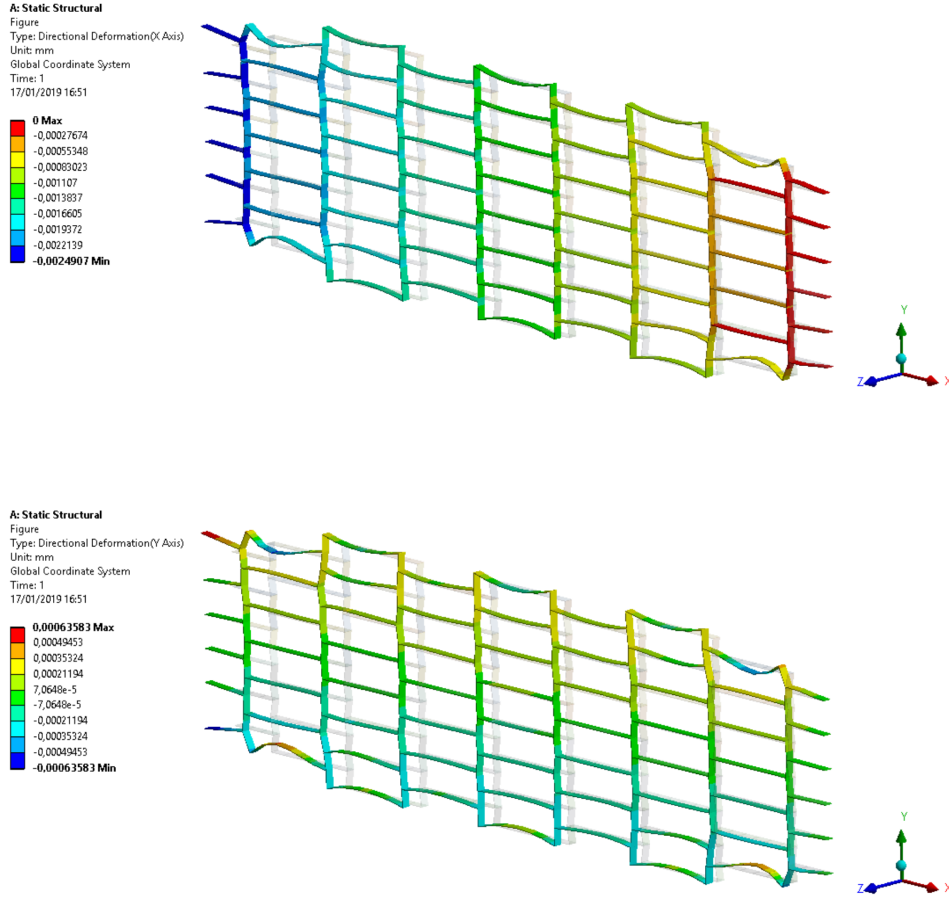 A: Static Structural
Figure
Type: Directional Deformation(X Axis)
Unit: mm
Global Coordinate System
Time: 1
17/01/2019 16:51
0 Max
-0,00027674
-0,00055348
-0,00083023
-0,001107
-0,0013837
-0,0016605
-0,0019372
-0,0022139
-0,0024907 Min
Y
Z
X
A: Static Structural
Figure
Type: Directional Deformation(Y Axis)
Unit: mm
Global Coordinate System
Time: 1
17/01/2019 16:51
0,00063583 Max
0,00049453
0,00035324
0,00021194
7,0648e-5
-7,0648e-5
-0,00021194
-0,00035324
-0,00049453
-0,00063583 Min
Y
Z
X